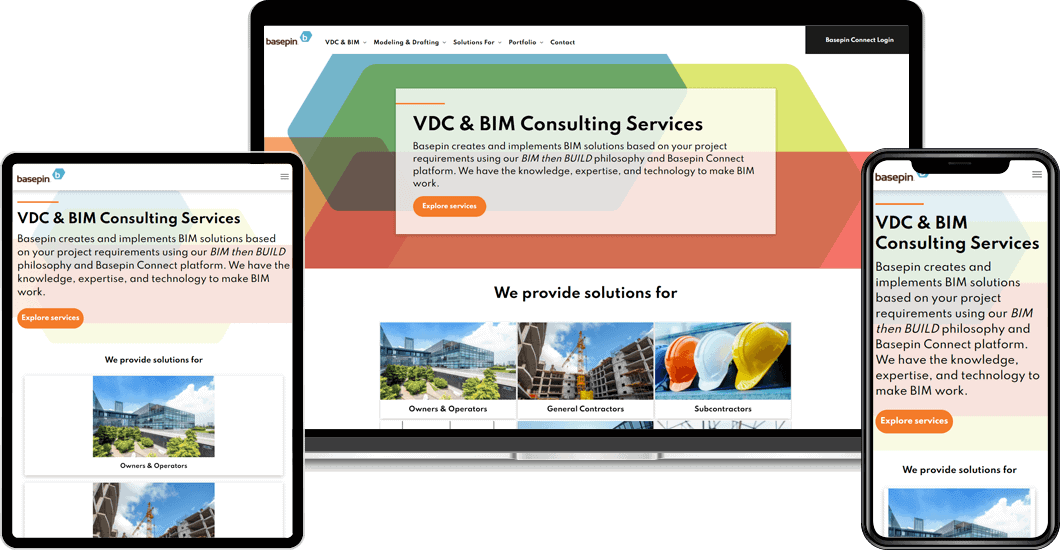 basepin b
VDC & BIM
Modeling & Drafting
Solutions For
Portfolio
Contact
Basepin Connect Login
VDC & BIM Consulting Services
Basepin creates and implements BIM solutions based on your project
requirements using our BIM then BUILD philosophy and Basepin Connect
platform. We have the knowledge, expertise, and technology to make BIM
work.
Explore services
We provide solutions for
Owners & Operators
General Contractors
Subcontractors
basepin b
VDC & BIM Consulting Services
Basepin creates and implements BIM solutions based
on your project requirements using our BIM then BUILD
philosophy and Basepin Connect platform. We have the
knowledge, expertise, and technology to make BIM
work.
Explore services
We provide solutions for
Owners & Operators
basepin b
VDC & BIM
Consulting Services
Basepin creates and
implements BIM solutions
based on your project
requirements using our BIM
then BUILD philosophy and
Basepin Connect platform.
We have the knowledge,
expertise, and technology to
make BIM work.
Explore services
We provide solutions for